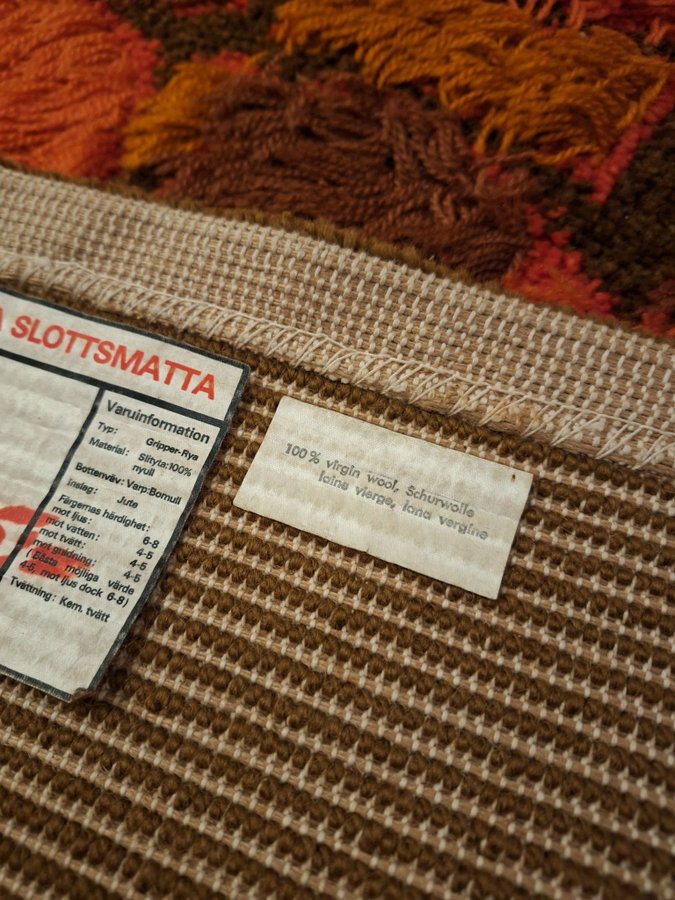 A SLOTTSMATTA
Varuinformation
Typ: Gripper-Rya
Material: Slityta:100%
nyull
Bottenväv: Varp:Bomull
Inslag: Jute
Färgernas härdighet:
mot ljus: 6-8
mot vatten: 4-5
mot tvätt: 4-5
mot gnidning: 4-5
(Bästa möjliga värde
4-5, mot ljus dock 6-8)
Tvättning: Kem. tvätt
100% virgin wool, Schurwolle
laine vierge, lana vergine